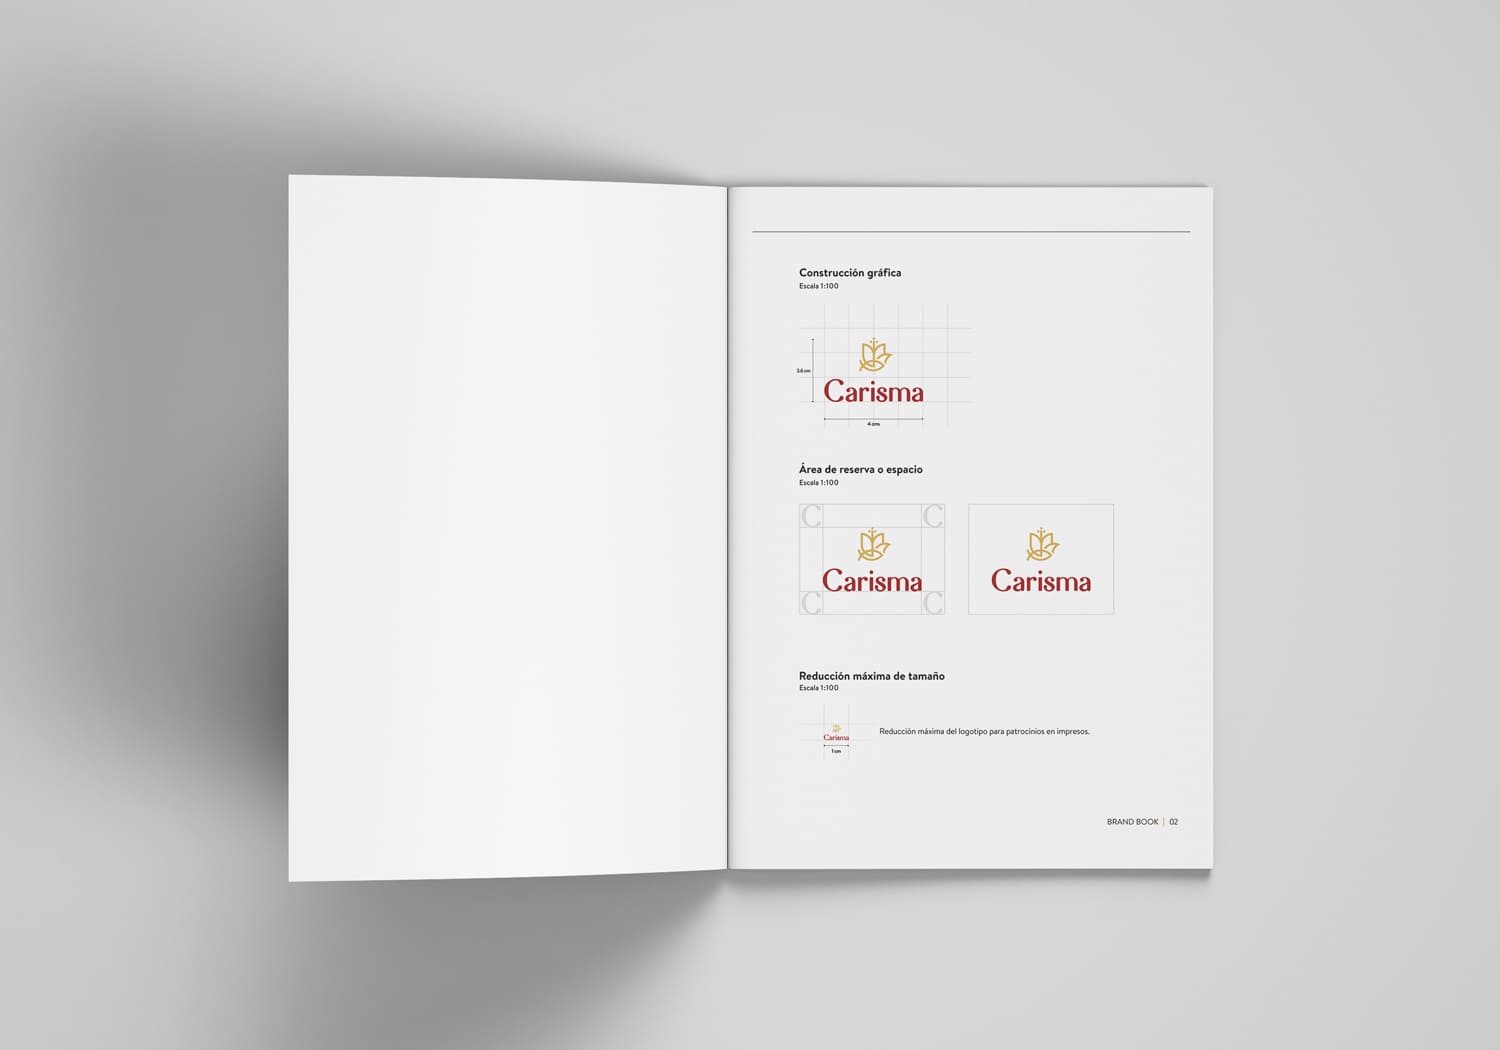 Construcción gráfica
Escala 1:100
3.6 cm
Carisma
4 cms
Área de reserva o espacio
Escala 1:100
C C
Carisma
C C
Carisma
Reducción máxima de tamaño
Escala 1:100
Carisma
1 cm
Reducción máxima del logotipo para patrocinios en impresos.
BRAND BOOK | 02